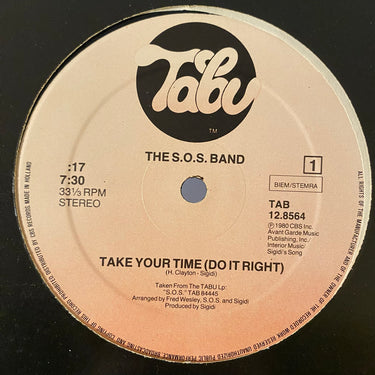 Tabu
TM
THE S.O.S. BAND
:17
7:30
33⅓ RPM
STEREO
1
BIEM/STEMRA
TAB
12.8564
Ⓟ 1980 CBS Inc.
Avant Garde Music
Publishing, Inc.
Interior Music/
Sigidi's Song
TAKE YOUR TIME (DO IT RIGHT)
(H. Clayton - Sigidi)
Taken From The TABU Lp:
"S.O.S." TAB 84445
Arranged by Fred Wesley, S.O.S. and Sigidi
Produced by Sigidi
ALL RIGHTS OF THE MANUFACTURER AND OF THE OWNER OF THE RECORDED WORK RESERVED UNAUTHORIZED PUBLIC PERFORMANCE BROADCASTING AND COPYING OF THIS RECORD PROHIBITED DISTRIBUTED BY CBS RECORDS MADE IN HOLLAND